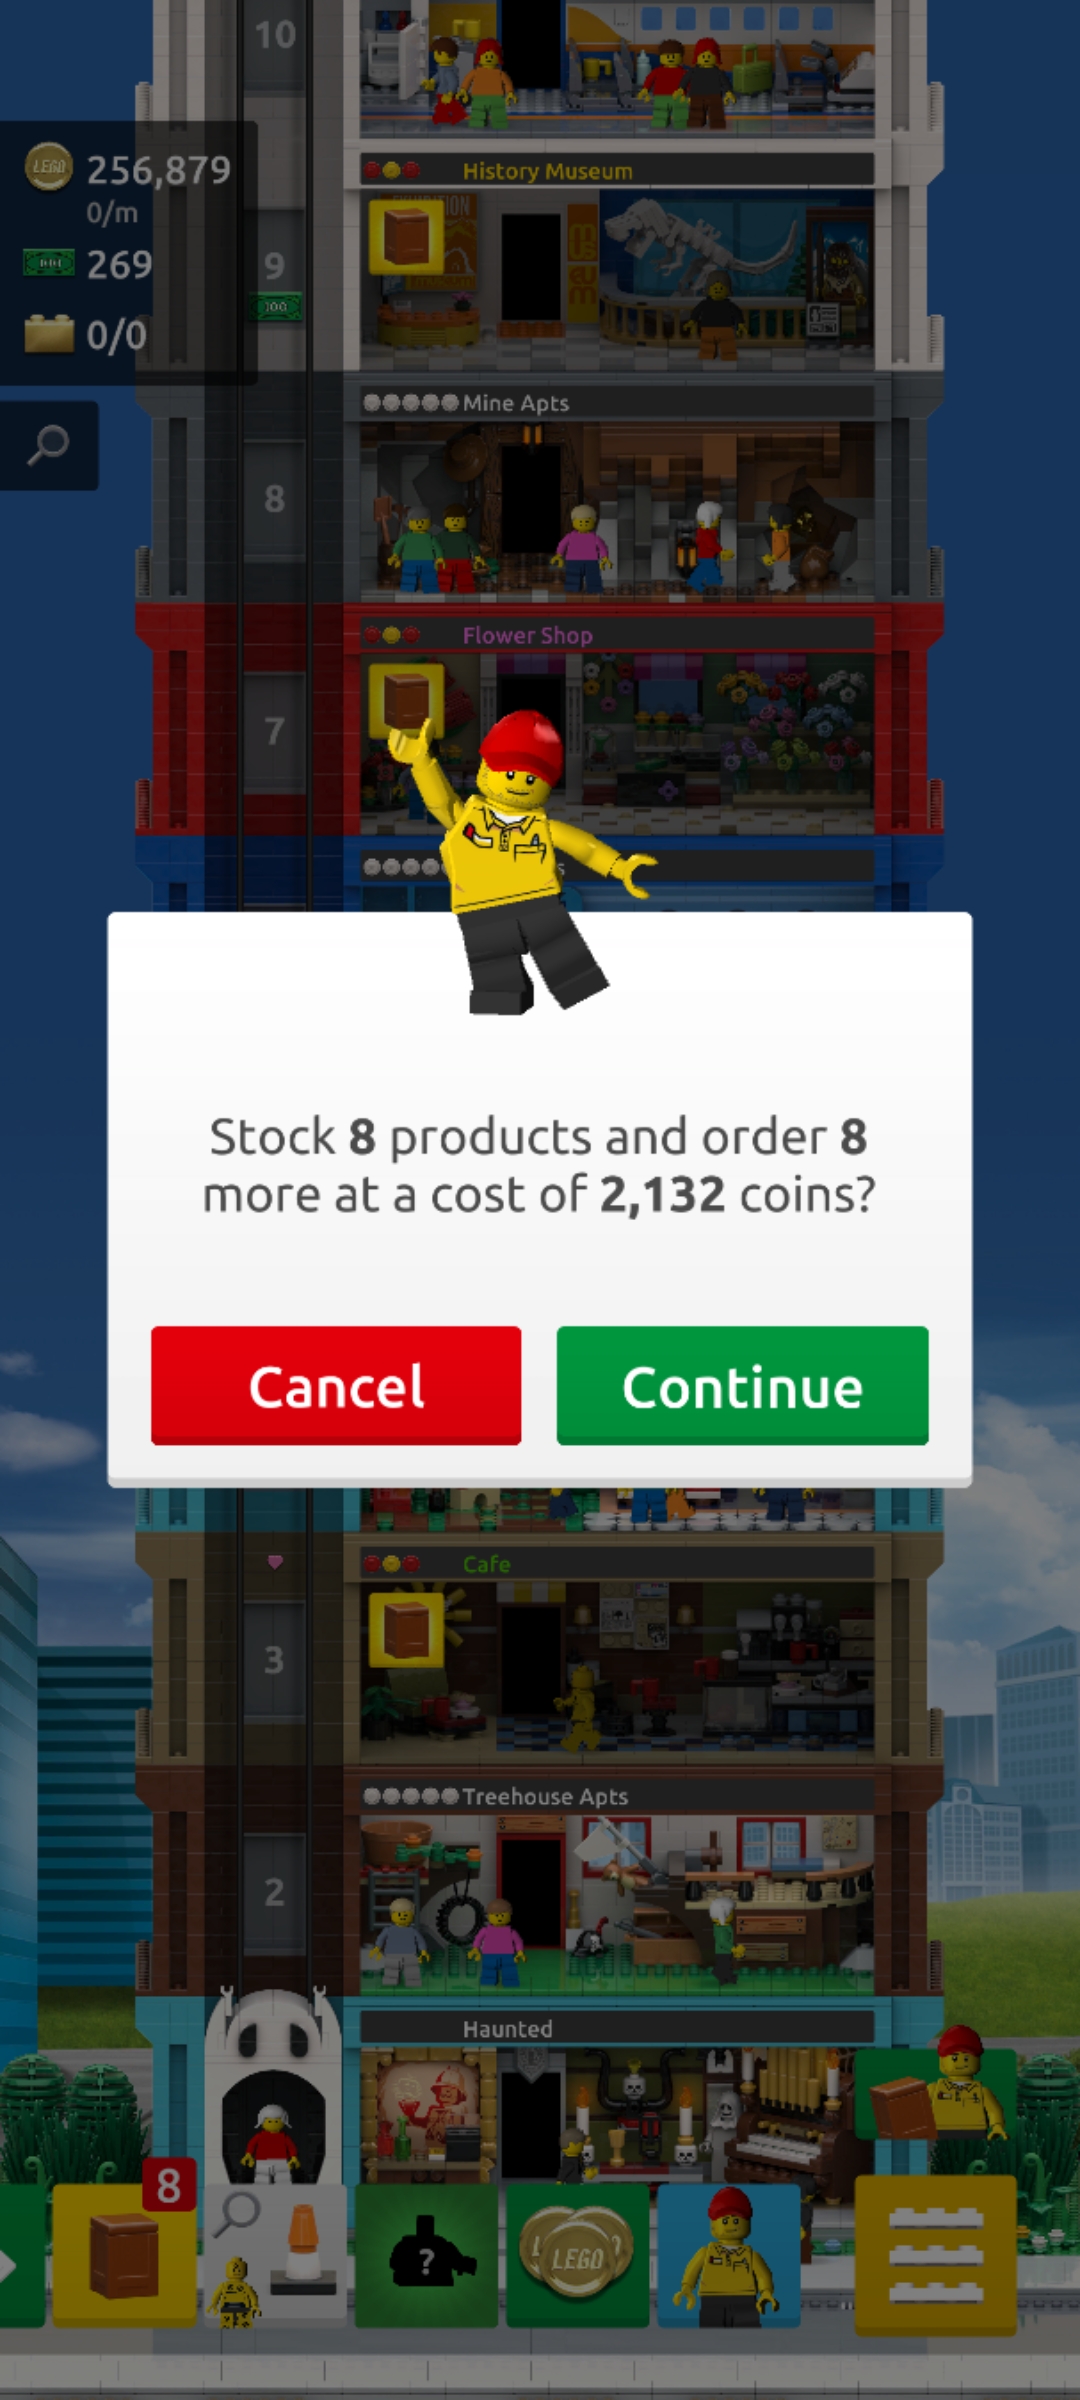 10
256,879
0/m
269
0/0
History Museum
9
100
Mine Apts
8
Flower Shop
7
Stock 8 products and order 8
more at a cost of 2,132 coins?
Cancel
Continue
Cafe
3
Treehouse Apts
2
Haunted
8
?
LEGO